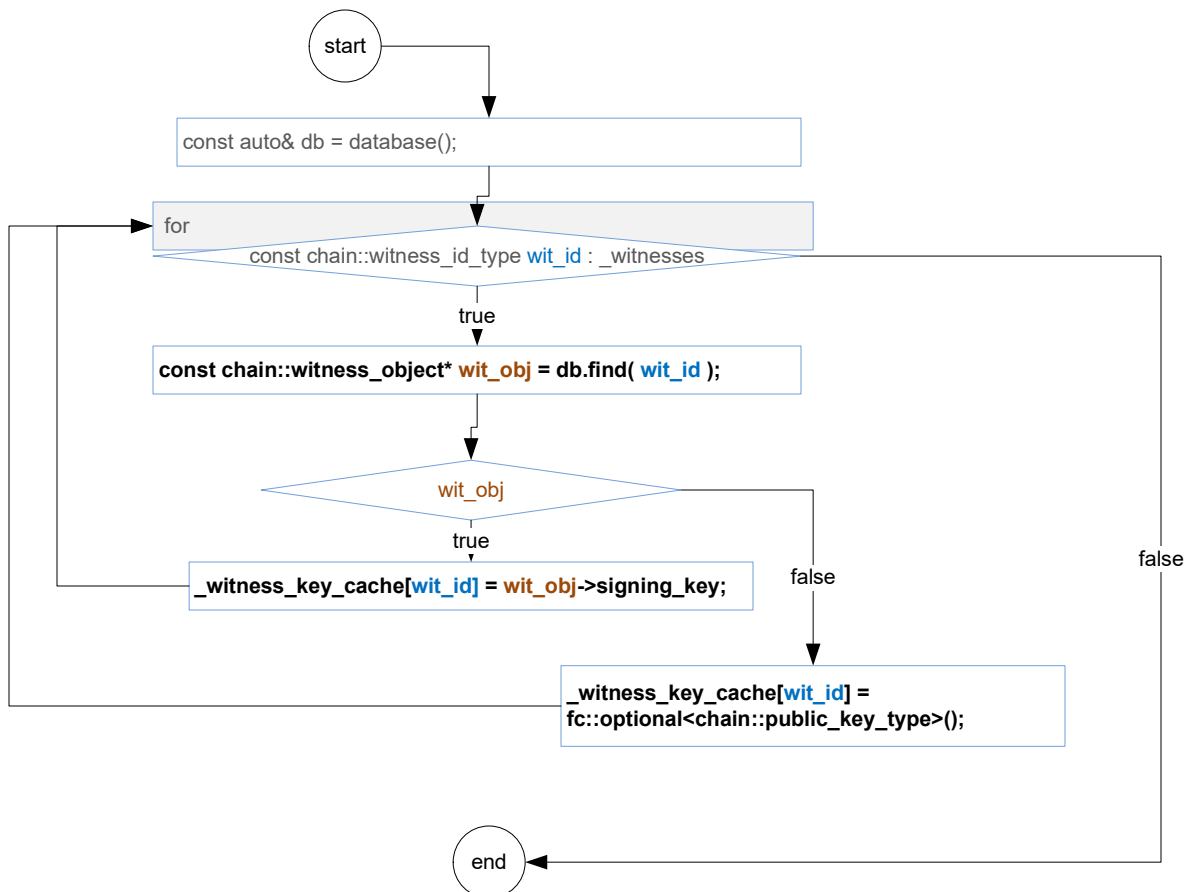 start
const auto& db = database();
for
const chain::witness_id_type wit_id : _witnesses
true
const chain::witness_object* wit_obj = db.find( wit_id );
wit_obj
true
false
false
_witness_key_cache[wit_id] = wit_obj->signing_key;
_witness_key_cache[wit_id] =
fc::optional<chain::public_key_type>();
end